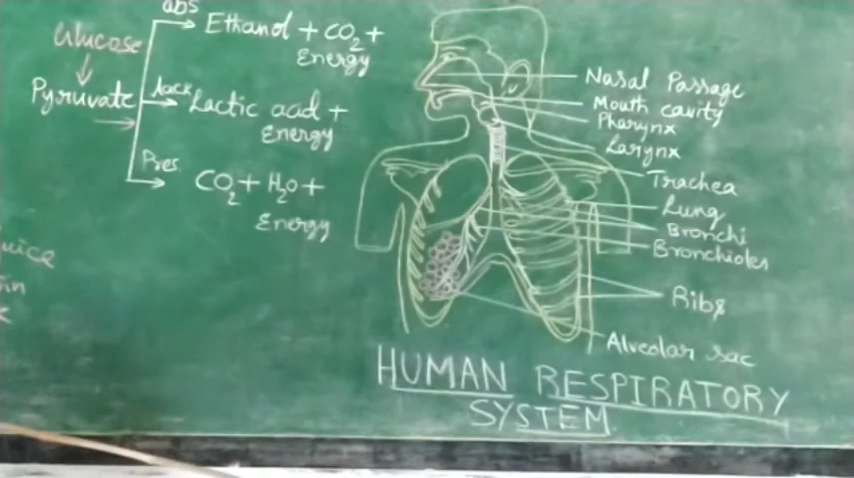 Glucose
Pyruvate
abs
Ethanol + CO2 +
Energy
lack
Lactic acid +
Energy
Pres.
CO2 + H2O +
Energy
Nasal Passage
Mouth cavity
Pharynx
Larynx
Trachea
Lung
Bronchi
Bronchioles
Ribs
Alveolar sac
HUMAN RESPIRATORY
SYSTEM